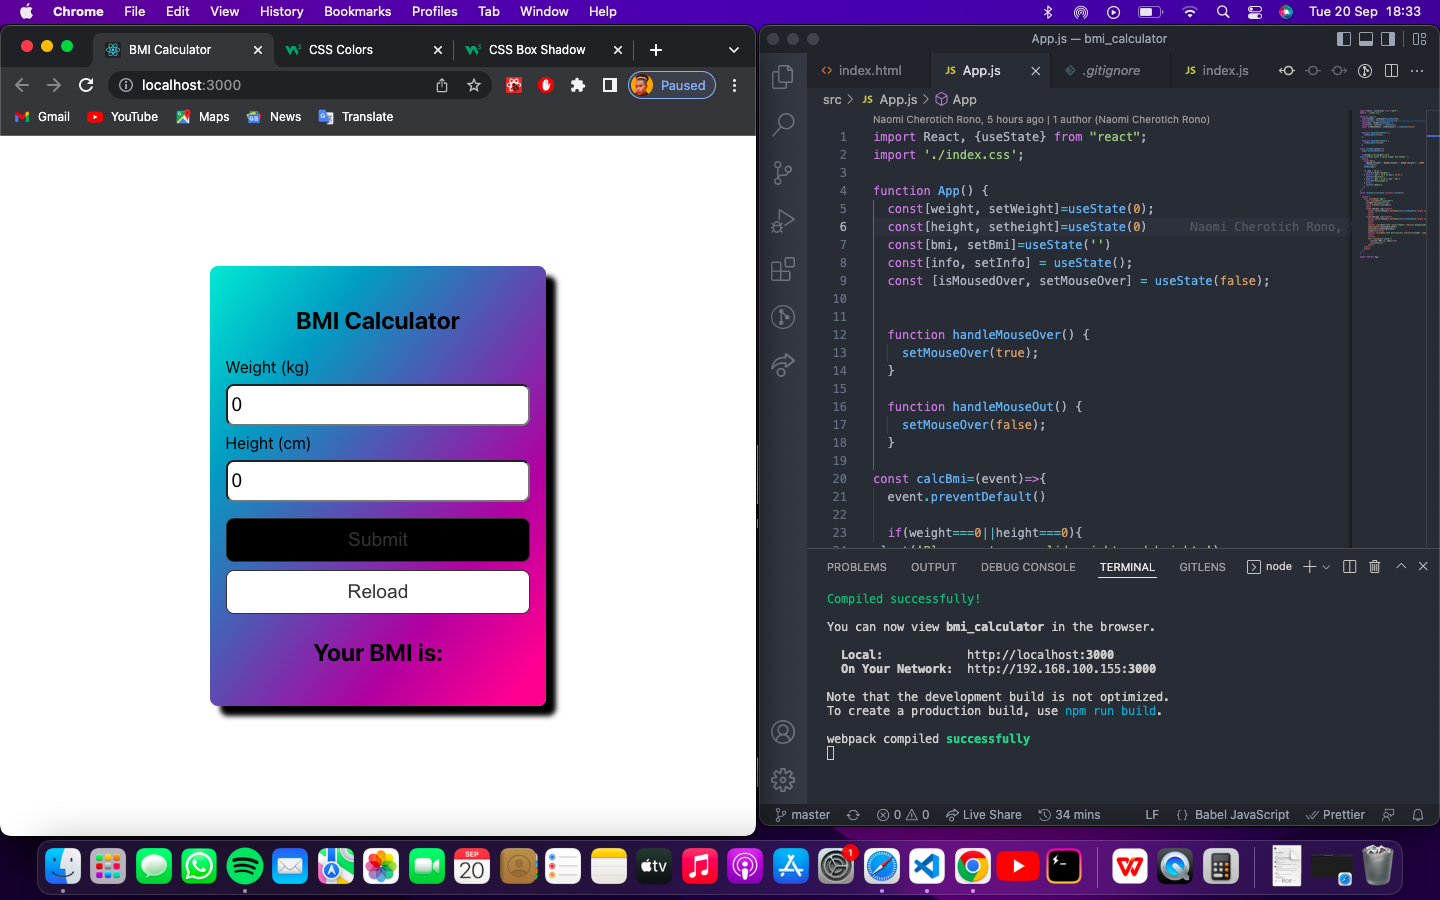 Chrome File Edit View History Bookmarks Profiles Tab Window Help Tue 20 Sep 18:33
BMI Calculator
CSS Colors
CSS Box Shadow
localhost:3000
Paused
Gmail YouTube Maps News Translate
BMI Calculator
Weight (kg)
0
Height (cm)
0
Submit
Reload
Your BMI is:
App.js — bmi_calculator
index.html
JS App.js
.gitignore
JS index.js
src > JS App.js > App
Naomi Cherotich Rono, 5 hours ago | 1 author (Naomi Cherotich Rono)
1 import React, {useState} from "react";
2 import './index.css';
3
4 function App() {
5 const[weight, setWeight]=useState(0);
6 const[height, setheight]=useState(0) Naomi Cherotich Rono,
7 const[bmi, setBmi]=useState('')
8 const[info, setInfo] = useState();
9 const [isMousedOver, setMouseOver] = useState(false);
10
11
12 function handleMouseOver() {
13 setMouseOver(true);
14 }
15
16 function handleMouseOut() {
17 setMouseOver(false);
18 }
19
20 const calcBmi=(event)=>{
21 event.preventDefault()
22
23 if(weight===0||height===0){
PROBLEMS OUTPUT DEBUG CONSOLE TERMINAL GITLENS node
Compiled successfully!
You can now view bmi_calculator in the browser.
Local: http://localhost:3000
On Your Network: http://192.168.100.155:3000
Note that the development build is not optimized.
To create a production build, use npm run build.
webpack compiled successfully
master 0 0 Live Share 34 mins LF {} Babel JavaScript Prettier
SEP
20
tv
1
PDF